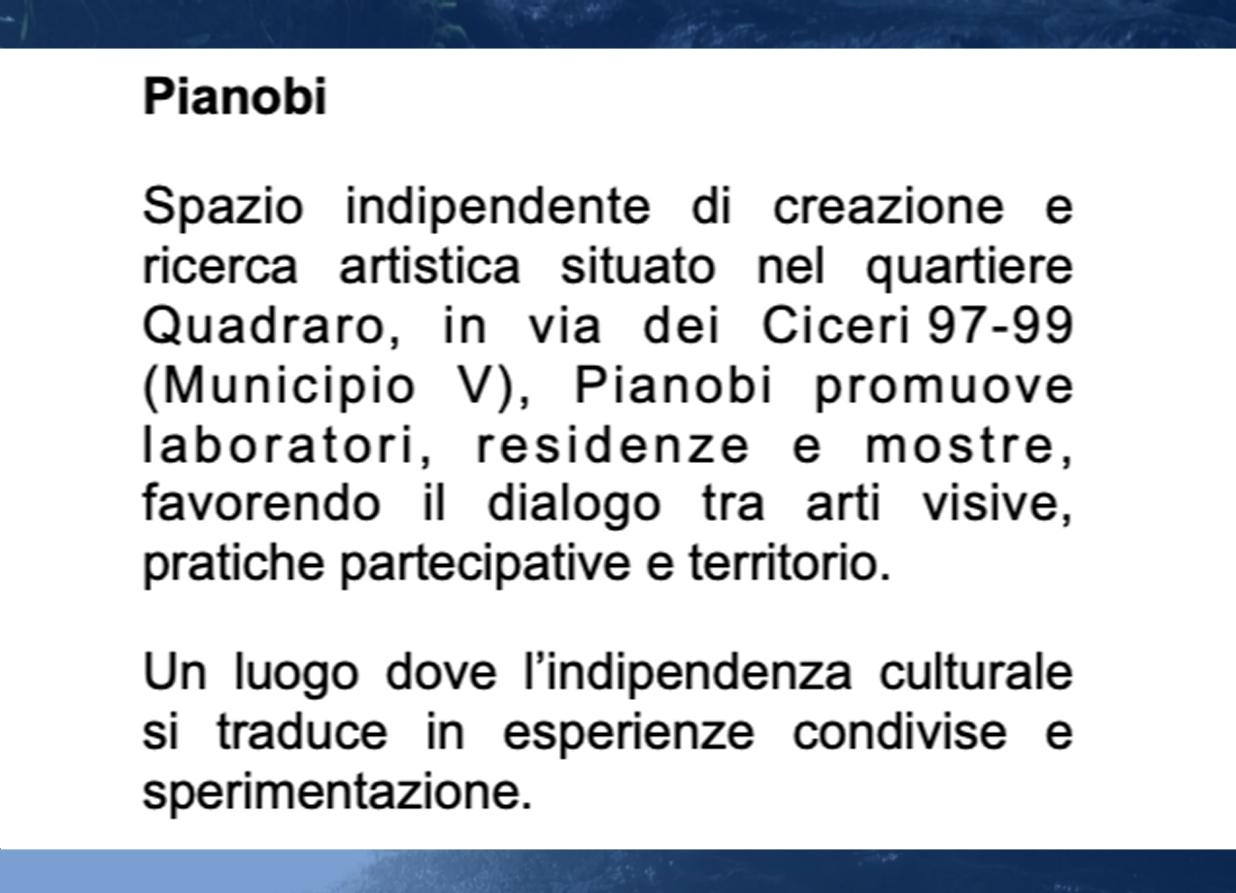 Pianobi
Spazio indipendente di creazione e
ricerca artistica situato nel quartiere
Quadraro, in via dei Ciceri 97-99
(Municipio V), Pianobi promuove
laboratori, residenze e mostre,
favorendo il dialogo tra arti visive,
pratiche partecipative e territorio.
Un luogo dove l’indipendenza culturale
si traduce in esperienze condivise e
sperimentazione.